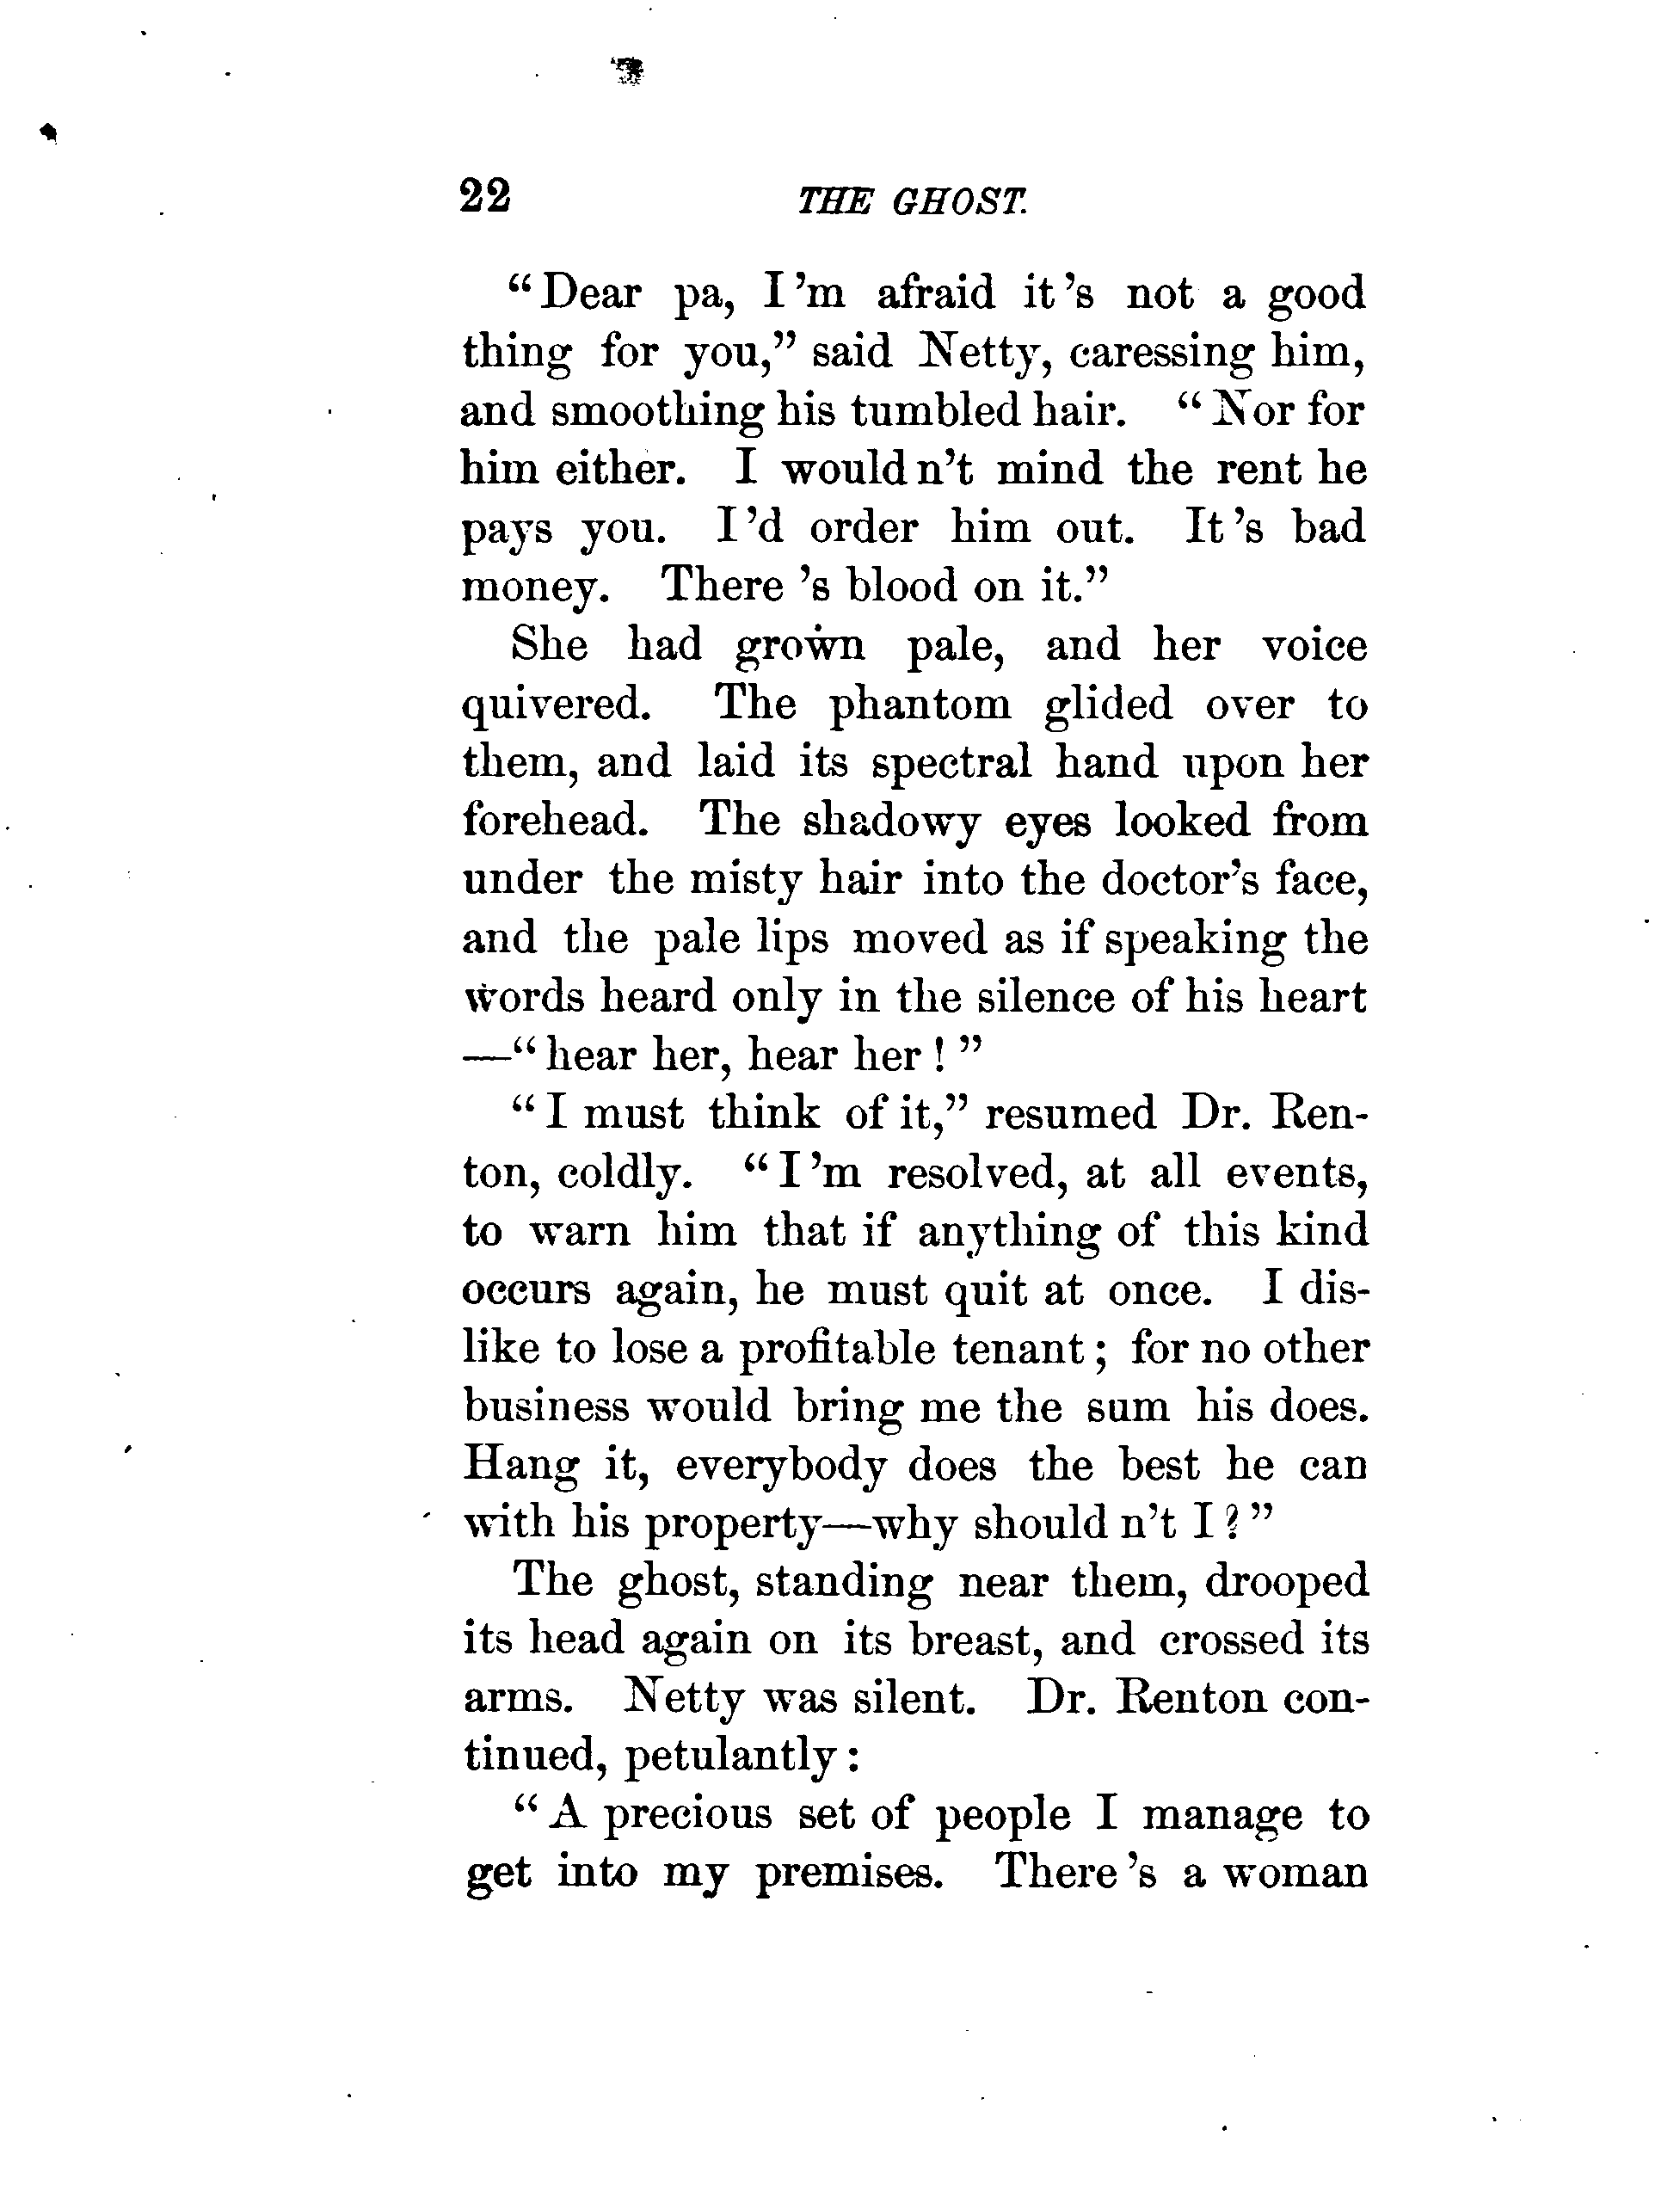 22 THE GHOST.
“Dear pa, I'm afraid it's not a good
thing for you,” said Netty, caressing him,
and smoothing his tumbled hair. “Nor for
him either. I would n't mind the rent he
pays you. I'd order him out. It's bad
money. There 's blood on it.”
She had grown pale, and her voice
quivered. The phantom glided over to
them, and laid its spectral hand upon her
forehead. The shadowy eyes looked from
under the misty hair into the doctor's face,
and the pale lips moved as if speaking the
words heard only in the silence of his heart
—“hear her, hear her!”
“I must think of it,” resumed Dr. Ren-
ton, coldly. “I'm resolved, at all events,
to warn him that if anything of this kind
occurs again, he must quit at once. I dis-
like to lose a profitable tenant; for no other
business would bring me the sum his does.
Hang it, everybody does the best he can
with his property—why should n't I?”
The ghost, standing near them, drooped
its head again on its breast, and crossed its
arms. Netty was silent. Dr. Renton con-
tinued, petulantly:
“A precious set of people I manage to
get into my premises. There's a woman